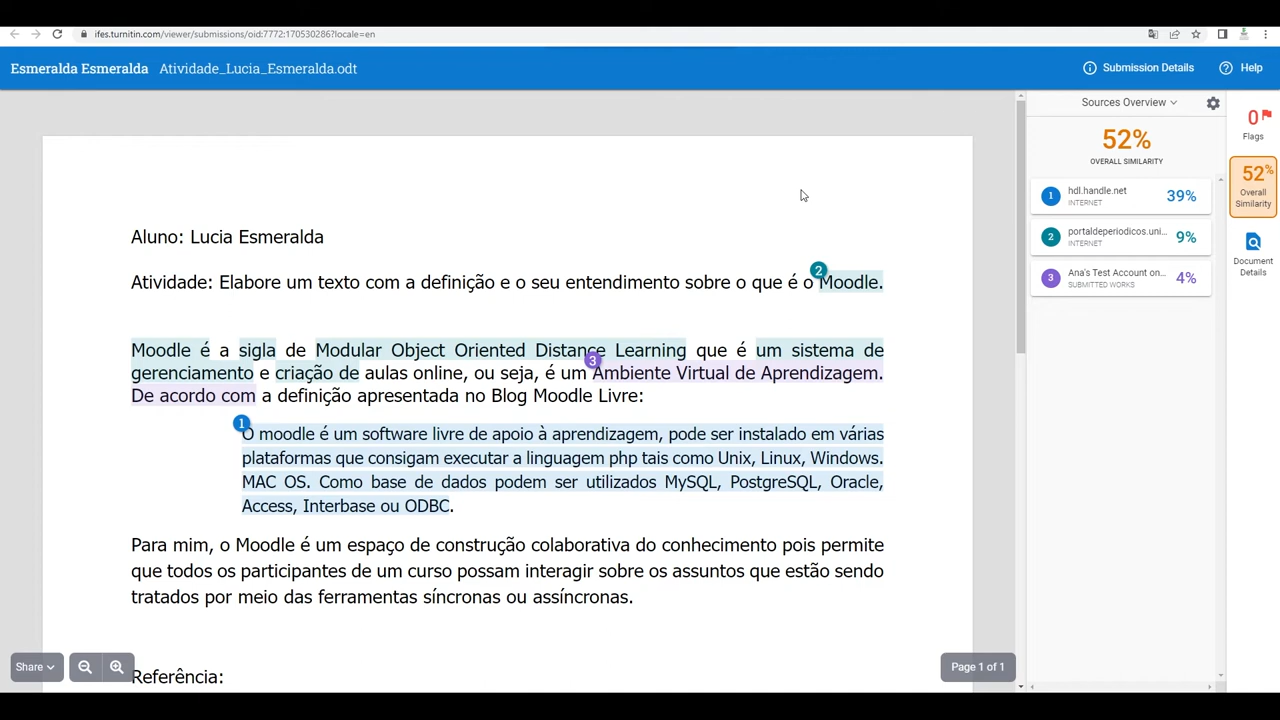 ifes.turnitin.com/viewer/submissions/oid:7772:170530286?locale=en
Esmeralda Esmeralda Atividade_Lucia_Esmeralda.odt Submission Details Help
Sources Overview
52%
OVERALL SIMILARITY
1 hdl.handle.net 39%
INTERNET
2 portaldeperiodicos.uni... 9%
INTERNET
3 Ana's Test Account on... 4%
SUBMITTED WORKS
0
Flags
52%
Overall
Similarity
Document
Details
Aluno: Lucia Esmeralda
2
Atividade: Elabore um texto com a definição e o seu entendimento sobre o que é o Moodle.
Moodle é a sigla de Modular Object Oriented Distance Learning que é um sistema de
3
gerenciamento e criação de aulas online, ou seja, é um Ambiente Virtual de Aprendizagem.
De acordo com a definição apresentada no Blog Moodle Livre:
1
O moodle é um software livre de apoio à aprendizagem, pode ser instalado em várias
plataformas que consigam executar a linguagem php tais como Unix, Linux, Windows.
MAC OS. Como base de dados podem ser utilizados MySQL, PostgreSQL, Oracle,
Access, Interbase ou ODBC.
Para mim, o Moodle é um espaço de construção colaborativa do conhecimento pois permite
que todos os participantes de um curso possam interagir sobre os assuntos que estão sendo
tratados por meio das ferramentas síncronas ou assíncronas.
Referência:
Share
Page 1 of 1